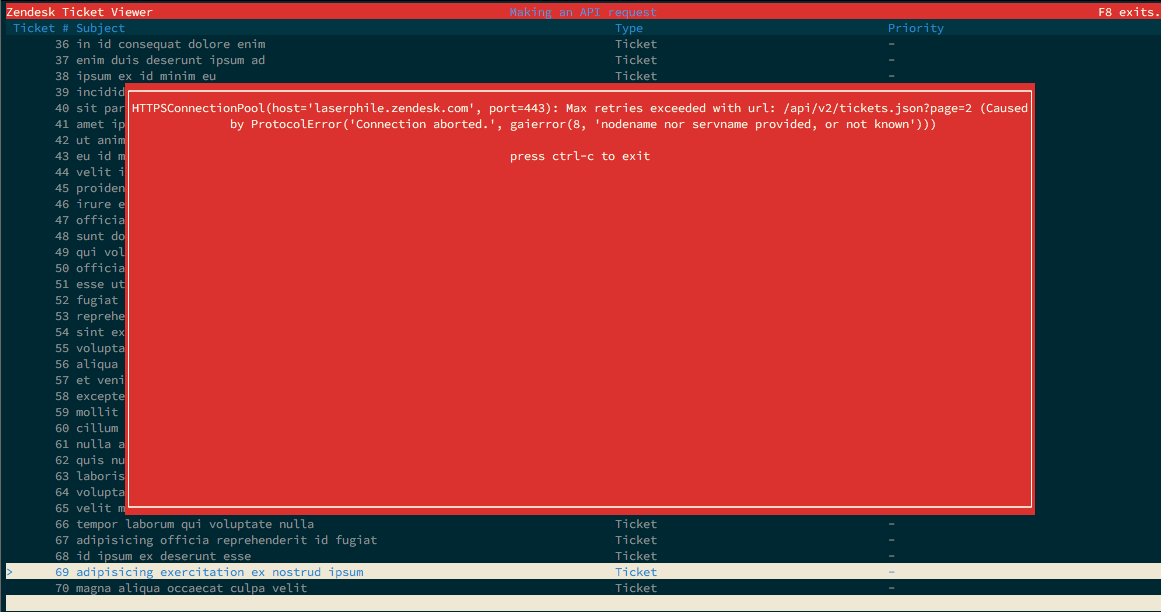 Zendesk Ticket Viewer Making an API request F8 exits.
Ticket # Subject Type Priority
36 in id consequat dolore enim Ticket –
37 enim duis deserunt ipsum ad Ticket –
38 ipsum ex id minim eu Ticket –
39 incidid
40 sit par
41 amet ip
42 ut anim
43 eu id m
44 velit i
45 proiden
46 irure e
47 officia
48 sunt do
49 qui vol
50 officia
51 esse ut
52 fugiat
53 reprehe
54 sint ex
55 volupta
56 aliqua
57 et veni
58 excepte
59 mollit
60 cillum
61 nulla a
62 quis nu
63 laboris
64 volupta
65 velit m
HTTPSConnectionPool(host='laserphile.zendesk.com', port=443): Max retries exceeded with url: /api/v2/tickets.json?page=2 (Caused
by ProtocolError('Connection aborted.', gaierror(8, 'nodename nor servname provided, or not known')))
press ctrl-c to exit
66 tempor laborum qui voluptate nulla Ticket –
67 adipisicing officia reprehenderit id fugiat Ticket –
68 id ipsum ex deserunt esse Ticket –
> 69 adipisicing exercitation ex nostrud ipsum Ticket –
70 magna aliqua occaecat culpa velit Ticket –